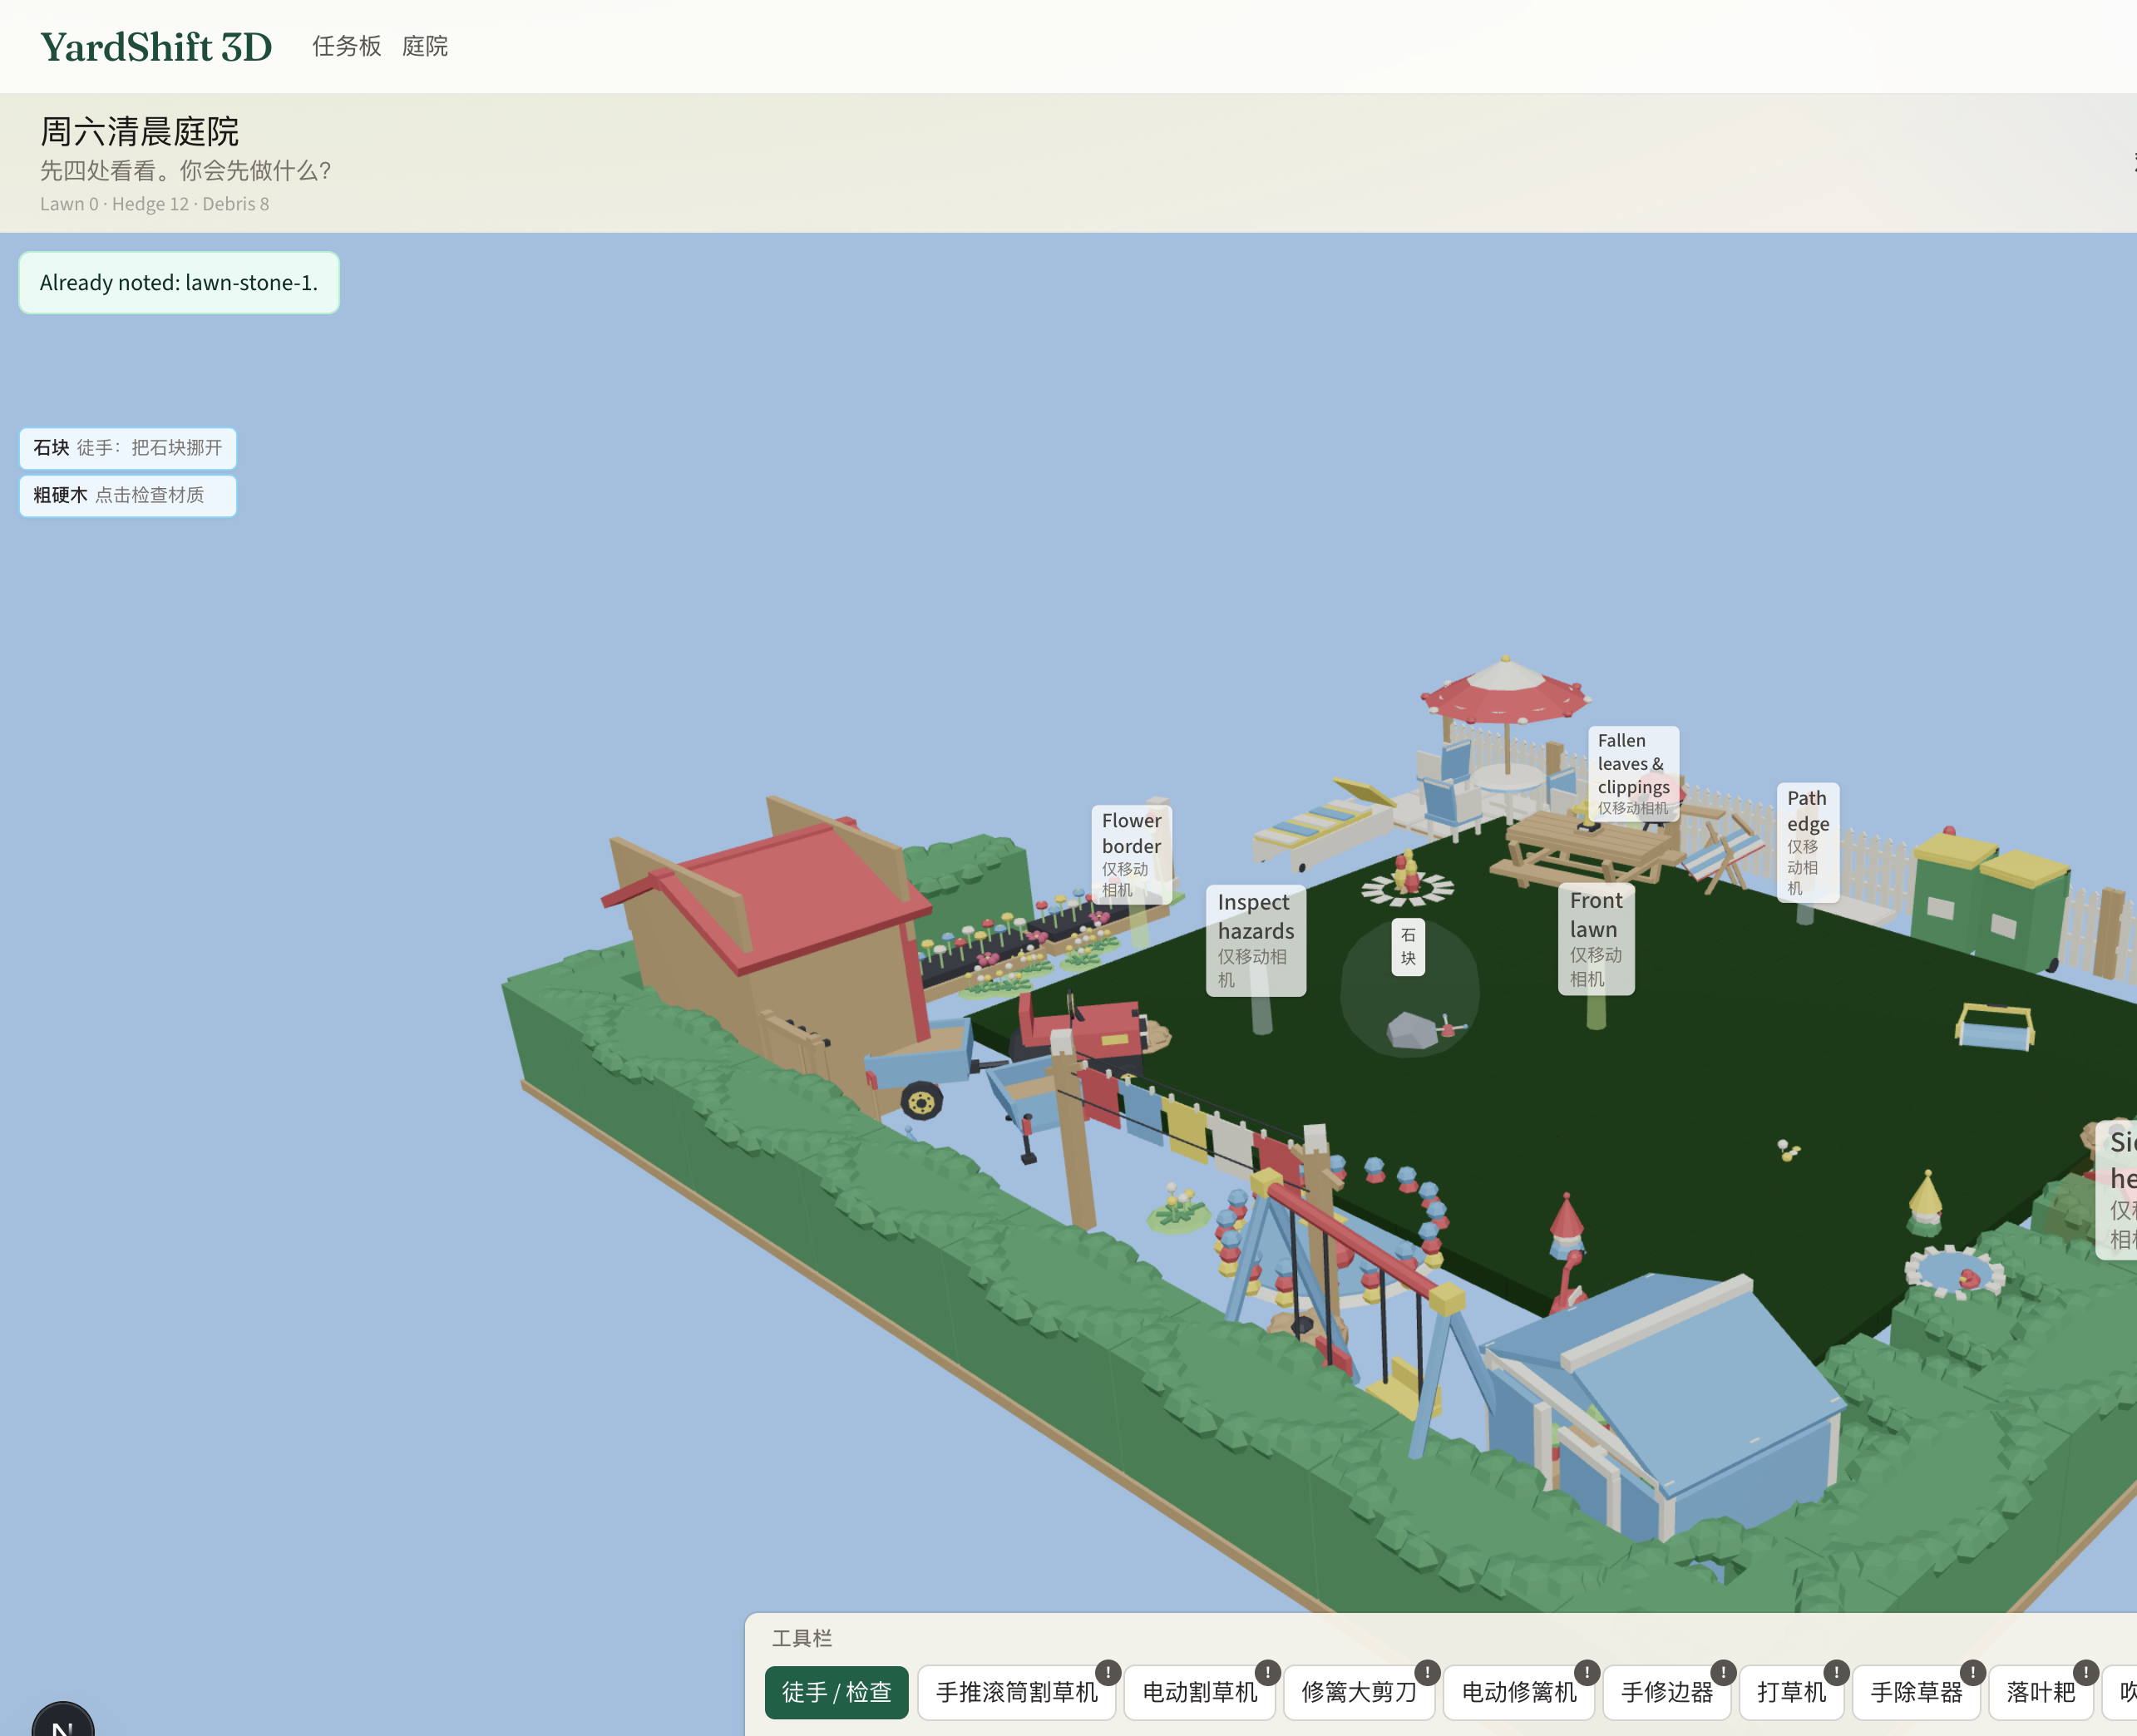 YardShift 3D
任务板 庭院
周六清晨庭院
先四处看看。你会先做什么？
Lawn 0 · Hedge 12 · Debris 8
Already noted: lawn-stone-1.
石块 徒手：把石块挪开
粗硬木 点击检查材质
Fallen
leaves &
clippings
仅移动相机
Path
edge
仅移
动相
机
Flower
border
仅移动
相机
Inspect
hazards
仅移动相
机
石
块
Front
lawn
仅移动
相机
工具栏
徒手 / 检查
手推滚筒割草机 !
电动割草机 !
修篱大剪刀 !
电动修篱机 !
手修边器 !
打草机 !
手除草器 !
落叶耙 !
N